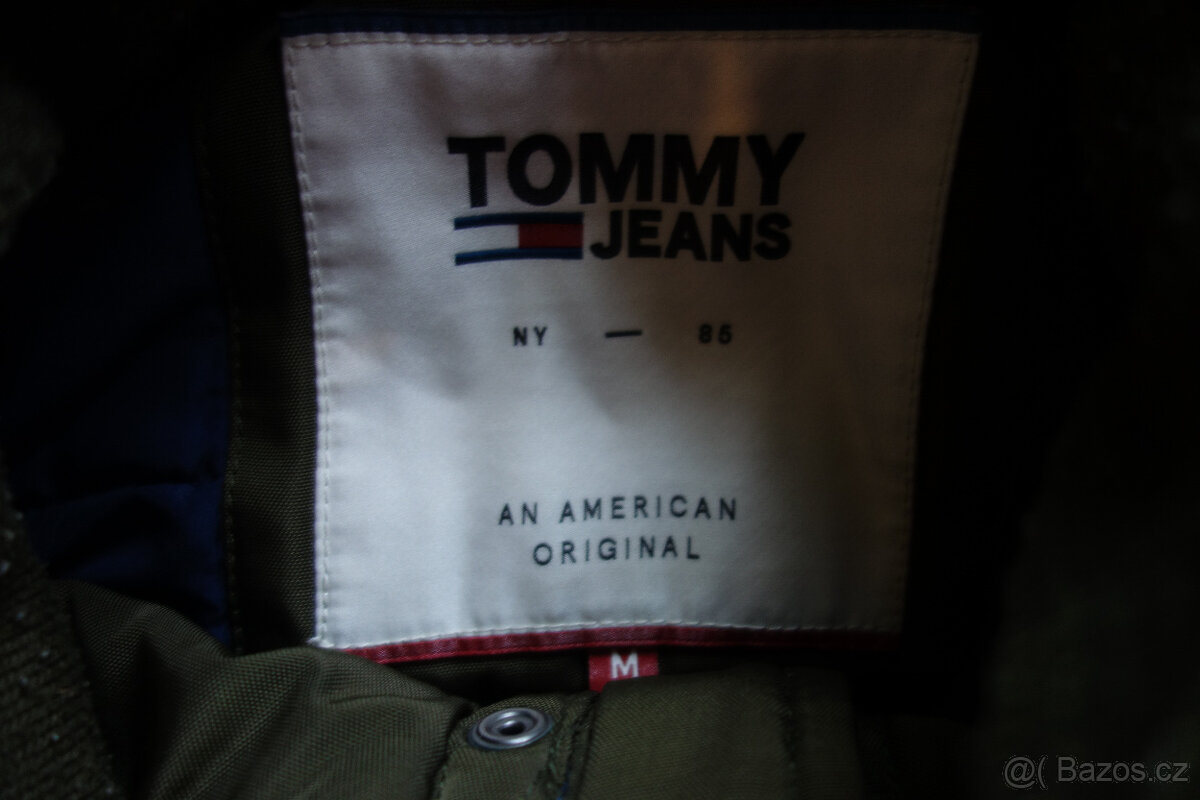 TOMMY
JEANS
NY — 85
AN AMERICAN
ORIGINAL
M
@( Bazos.cz